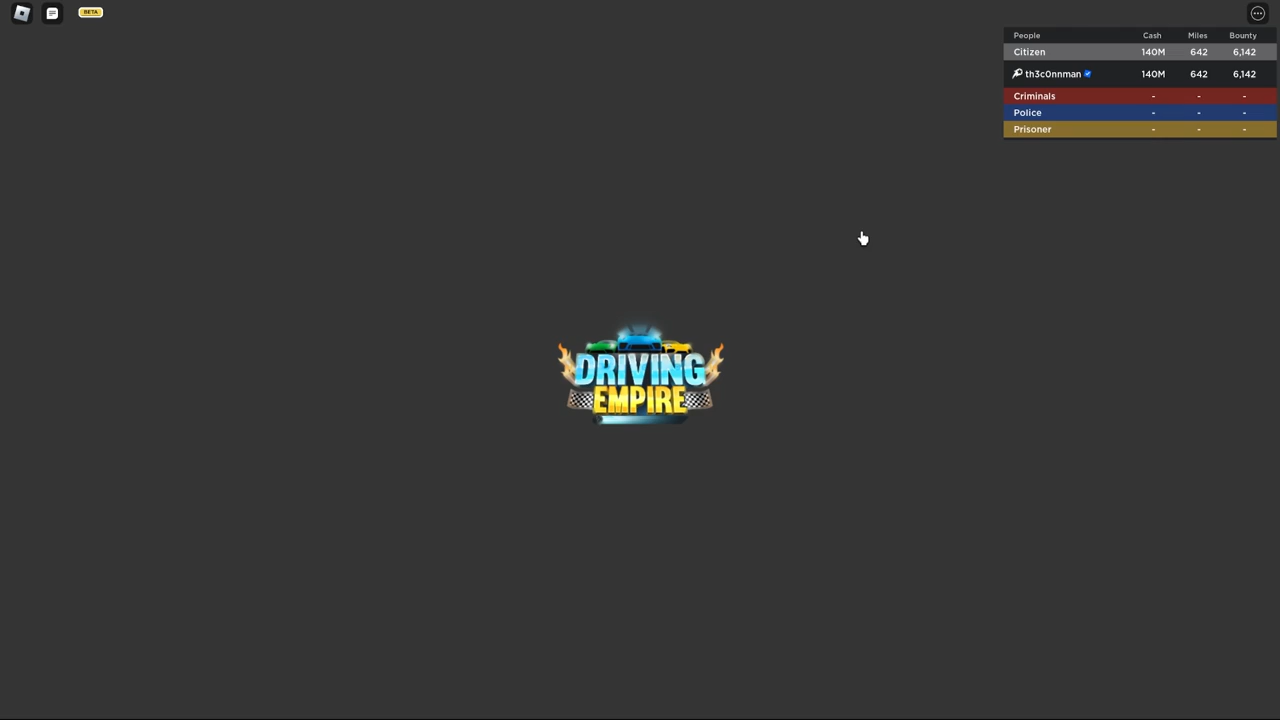 BETA
People Cash Miles Bounty
Citizen 140M 642 6,142
th3c0nnman 140M 642 6,142
Criminals - - -
Police - - -
Prisoner - - -
DRIVING
EMPIRE